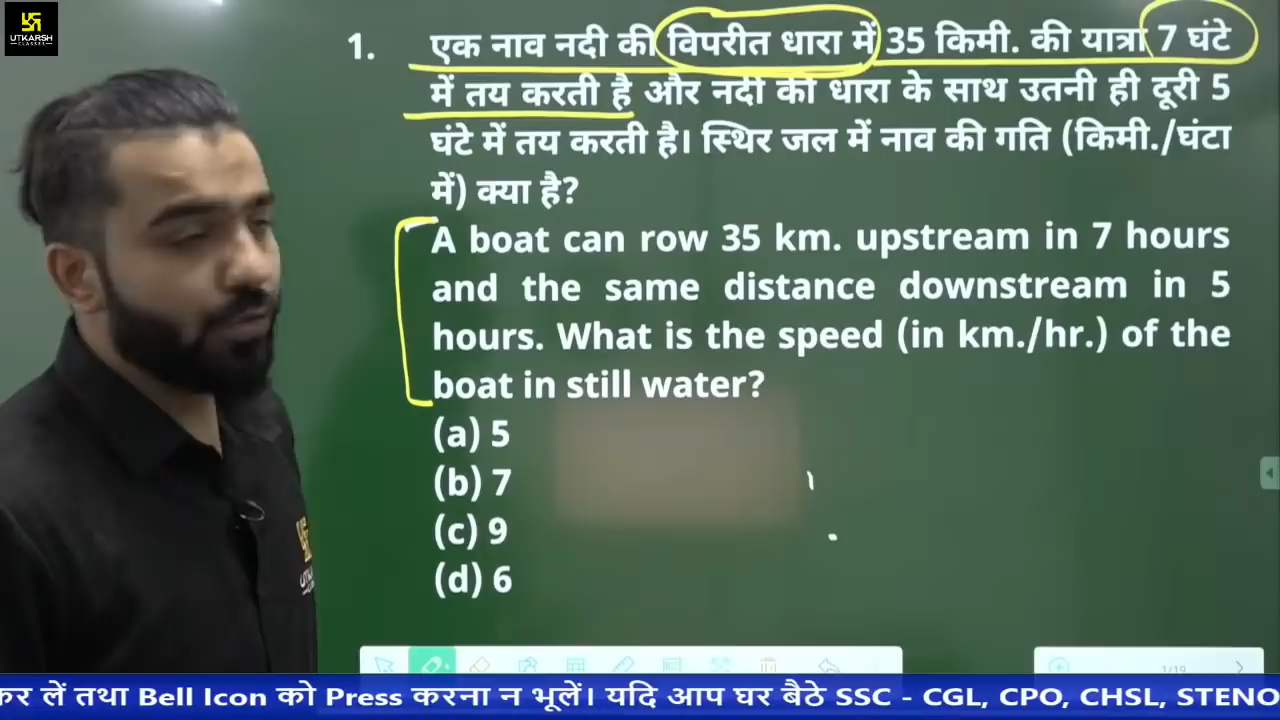 UTKARSH
CLASSES
1. एक नाव नदी की विपरीत धारा में 35 किमी. की यात्रा 7 घंटे
में तय करती है और नदी की धारा के साथ उतनी ही दूरी 5
घंटे में तय करती है। स्थिर जल में नाव की गति (किमी./घंटा
में) क्या है?
A boat can row 35 km. upstream in 7 hours
and the same distance downstream in 5
hours. What is the speed (in km./hr.) of the
boat in still water?
(a) 5
(b) 7
(c) 9
(d) 6
1/19
कर लें तथा Bell Icon को Press करना न भूलें। यदि आप घर बैठे SSC - CGL, CPO, CHSL, STENO